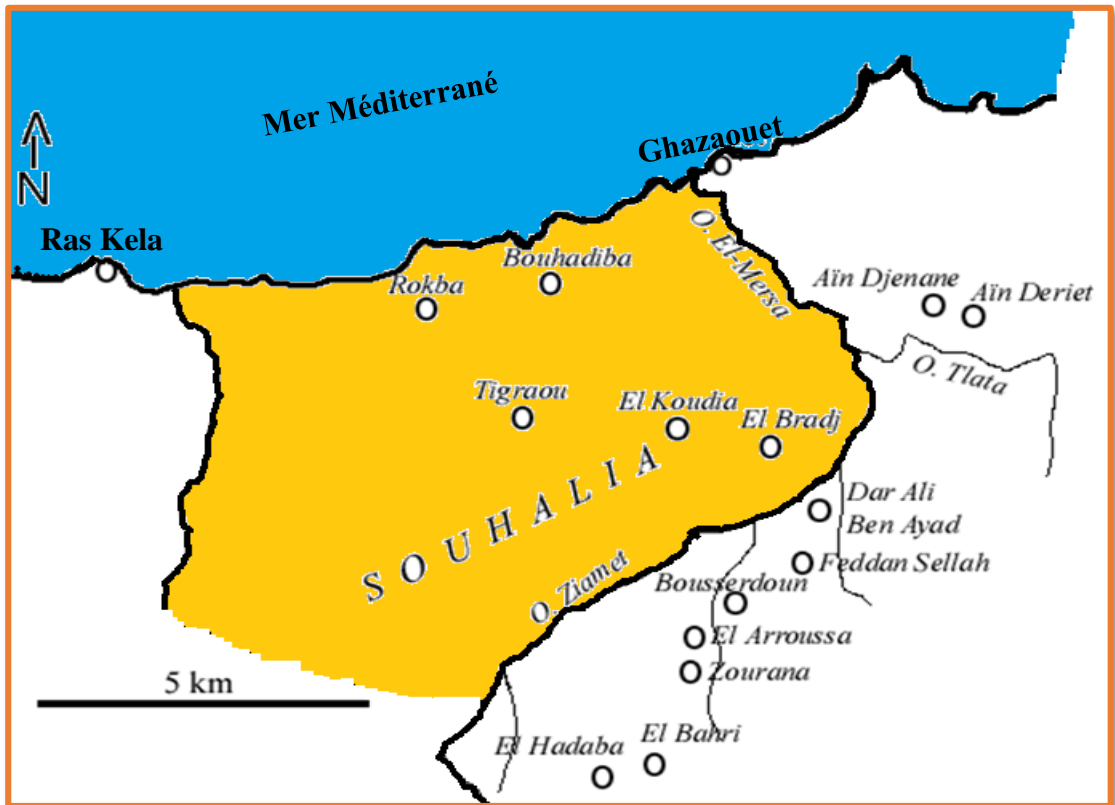 Mer Méditerrané
Ghazaouet
N
Ras Kela
O. El-Mersa
Bouhadiba
Rokba
Aïn Djenane
Aïn Deriet
O. Tlata
Tigraou
El Koudia
El Bradj
SOUHALIA
Dar Ali
Ben Ayad
Feddan Sellah
O. Ziamet
Bousserdoun
El Arroussa
Zourana
5 km
El Hadaba
El Bahri